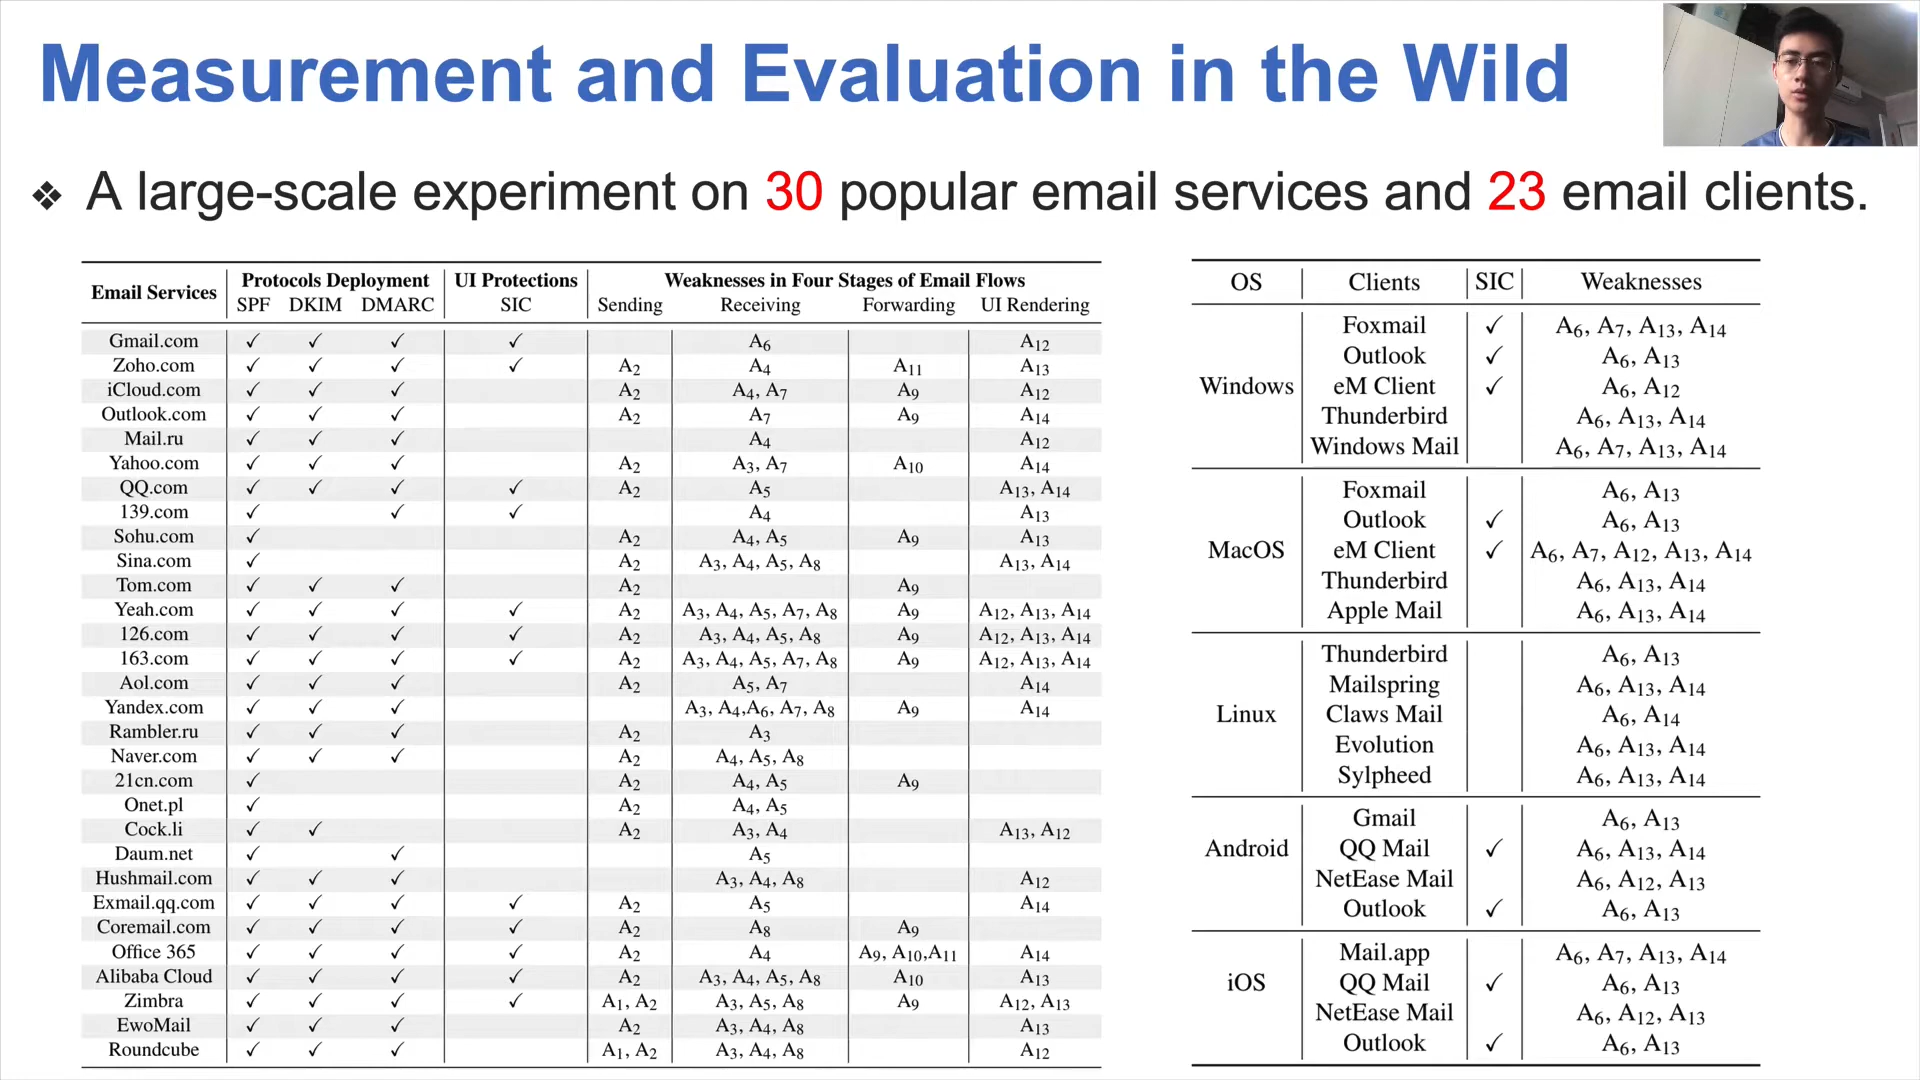 Measurement and Evaluation in the Wild
❖ A large-scale experiment on 30 popular email services and 23 email clients.
Email Services Protocols Deployment UI Protections Weaknesses in Four Stages of Email Flows
SPF DKIM DMARC SIC Sending Receiving Forwarding UI Rendering
Gmail.com ✓ ✓ ✓ ✓ A6 A12
Zoho.com ✓ ✓ ✓ ✓ A2 A4 A11 A13
iCloud.com ✓ ✓ ✓ A2 A4, A7 A9 A12
Outlook.com ✓ ✓ ✓ A2 A7 A9 A14
Mail.ru ✓ ✓ ✓ A4 A12
Yahoo.com ✓ ✓ ✓ A2 A3, A7 A10 A14
QQ.com ✓ ✓ ✓ ✓ A2 A5 A13, A14
139.com ✓ ✓ ✓ A4 A13
Sohu.com ✓ A2 A4, A5 A9 A13
Sina.com ✓ A2 A3, A4, A5, A8 A13, A14
Tom.com ✓ ✓ ✓ A2 A9
Yeah.com ✓ ✓ ✓ ✓ A2 A3, A4, A5, A7, A8 A9 A12, A13, A14
126.com ✓ ✓ ✓ ✓ A2 A3, A4, A5, A8 A9 A12, A13, A14
163.com ✓ ✓ ✓ ✓ A2 A3, A4, A5, A7, A8 A9 A12, A13, A14
Aol.com ✓ ✓ ✓ A2 A5, A7 A14
Yandex.com ✓ ✓ ✓ A3, A4,A6, A7, A8 A9 A14
Rambler.ru ✓ ✓ ✓ A2 A3
Naver.com ✓ ✓ ✓ A2 A4, A5, A8
21cn.com ✓ A2 A4, A5 A9
Onet.pl ✓ A2 A4, A5
Cock.li ✓ ✓ A2 A3, A4 A13, A12
Daum.net ✓ ✓ A5
Hushmail.com ✓ ✓ ✓ A3, A4, A8 A12
Exmail.qq.com ✓ ✓ ✓ ✓ A2 A5 A14
Coremail.com ✓ ✓ ✓ ✓ A2 A8 A9
Office 365 ✓ ✓ ✓ ✓ A2 A4 A9, A10,A11 A14
Alibaba Cloud ✓ ✓ ✓ ✓ A2 A3, A4, A5, A8 A10 A13
Zimbra ✓ ✓ ✓ ✓ A1, A2 A3, A5, A8 A9 A12, A13
EwoMail ✓ ✓ ✓ A2 A3, A4, A8 A13
Roundcube ✓ ✓ ✓ A1, A2 A3, A4, A8 A12
OS Clients SIC Weaknesses
Windows
Foxmail ✓ A6, A7, A13, A14
Outlook ✓ A6, A13
eM Client ✓ A6, A12
Thunderbird A6, A13, A14
Windows Mail A6, A7, A13, A14
MacOS
Foxmail A6, A13
Outlook ✓ A6, A13
eM Client ✓ A6, A7, A12, A13, A14
Thunderbird A6, A13, A14
Apple Mail A6, A13, A14
Linux
Thunderbird A6, A13
Mailspring A6, A13, A14
Claws Mail A6, A14
Evolution A6, A13, A14
Sylpheed A6, A13, A14
Android
Gmail A6, A13
QQ Mail ✓ A6, A13, A14
NetEase Mail A6, A12, A13
Outlook ✓ A6, A13
iOS
Mail.app A6, A7, A13, A14
QQ Mail ✓ A6, A13
NetEase Mail A6, A12, A13
Outlook ✓ A6, A13